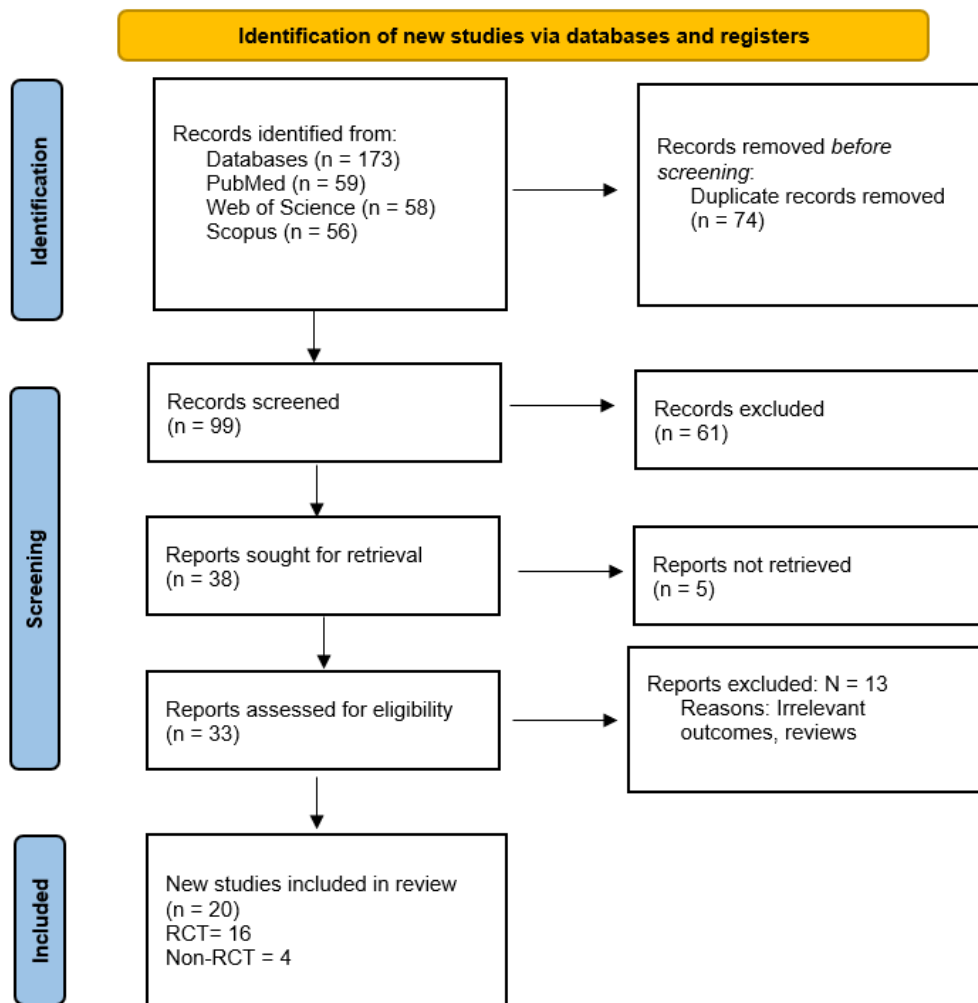 Identification of new studies via databases and registers
Identification
Records identified from:
Databases (n = 173)
PubMed (n = 59)
Web of Science (n = 58)
Scopus (n = 56)
Records removed before
screening:
Duplicate records removed
(n = 74)
Screening
Records screened
(n = 99)
Records excluded
(n = 61)
Reports sought for retrieval
(n = 38)
Reports not retrieved
(n = 5)
Reports assessed for eligibility
(n = 33)
Reports excluded: N = 13
Reasons: Irrelevant
outcomes, reviews
Included
New studies included in review
(n = 20)
RCT= 16
Non-RCT = 4